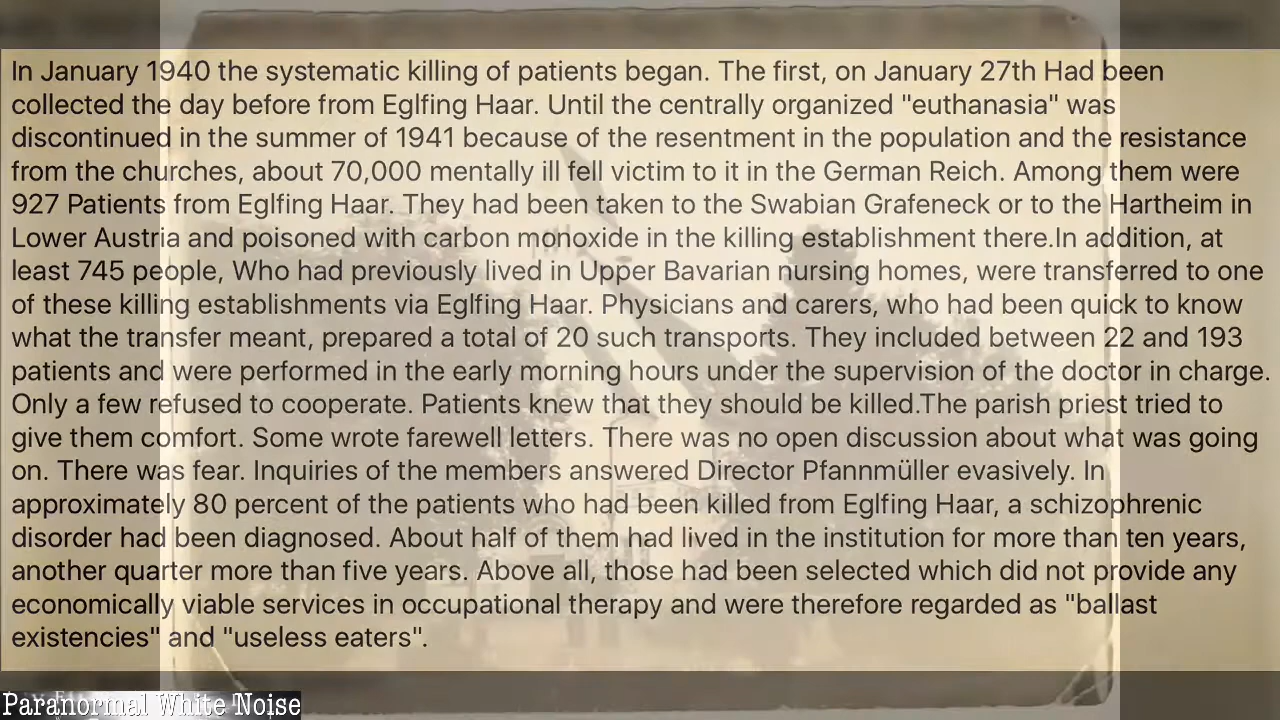 In January 1940 the systematic killing of patients began. The first, on January 27th Had been
collected the day before from Eglfing Haar. Until the centrally organized "euthanasia" was
discontinued in the summer of 1941 because of the resentment in the population and the resistance
from the churches, about 70,000 mentally ill fell victim to it in the German Reich. Among them were
927 Patients from Eglfing Haar. They had been taken to the Swabian Grafeneck or to the Hartheim in
Lower Austria and poisoned with carbon monoxide in the killing establishment there.In addition, at
least 745 people, Who had previously lived in Upper Bavarian nursing homes, were transferred to one
of these killing establishments via Eglfing Haar. Physicians and carers, who had been quick to know
what the transfer meant, prepared a total of 20 such transports. They included between 22 and 193
patients and were performed in the early morning hours under the supervision of the doctor in charge.
Only a few refused to cooperate. Patients knew that they should be killed.The parish priest tried to
give them comfort. Some wrote farewell letters. There was no open discussion about what was going
on. There was fear. Inquiries of the members answered Director Pfannmüller evasively. In
approximately 80 percent of the patients who had been killed from Eglfing Haar, a schizophrenic
disorder had been diagnosed. About half of them had lived in the institution for more than ten years,
another quarter more than five years. Above all, those had been selected which did not provide any
economically viable services in occupational therapy and were therefore regarded as "ballast
existencies" and "useless eaters".
Paranormal White Noise